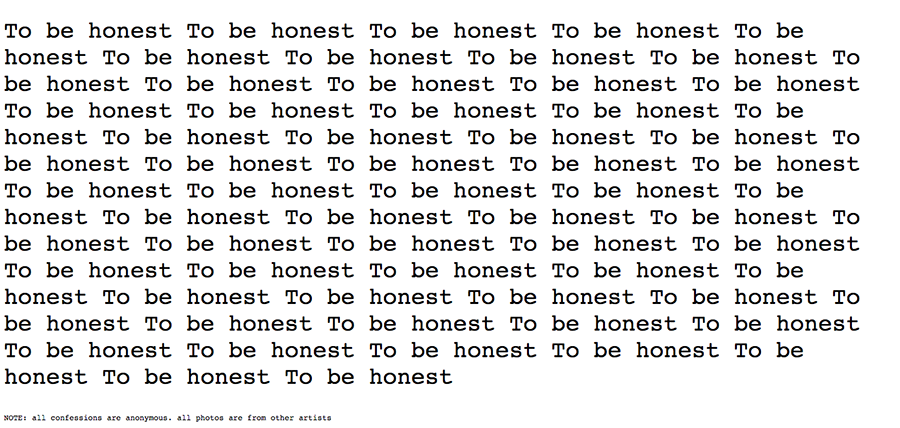 To be honest To be honest To be honest To be honest To be
honest To be honest To be honest To be honest To be honest To
be honest To be honest To be honest To be honest To be honest
To be honest To be honest To be honest To be honest To be
honest To be honest To be honest To be honest To be honest To
be honest To be honest To be honest To be honest To be honest
To be honest To be honest To be honest To be honest To be
honest To be honest To be honest To be honest To be honest To
be honest To be honest To be honest To be honest To be honest
To be honest To be honest To be honest To be honest To be
honest To be honest To be honest To be honest To be honest To
be honest To be honest To be honest To be honest To be honest
To be honest To be honest To be honest To be honest To be
honest To be honest To be honest
NOTE: all confessions are anonymous. all photos are from other artists